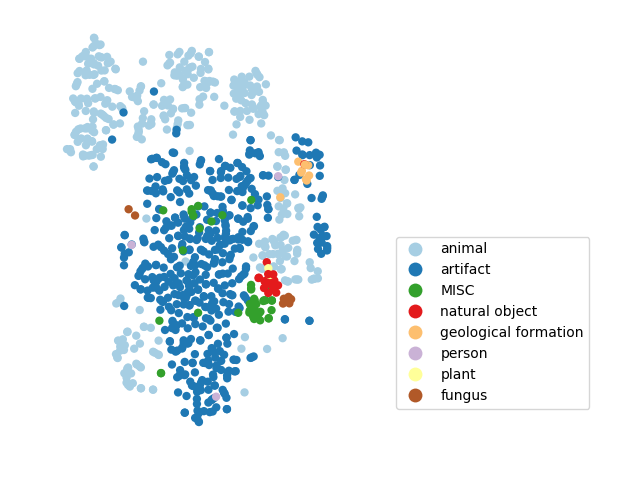 animal
artifact
MISC
natural object
geological formation
person
plant
fungus